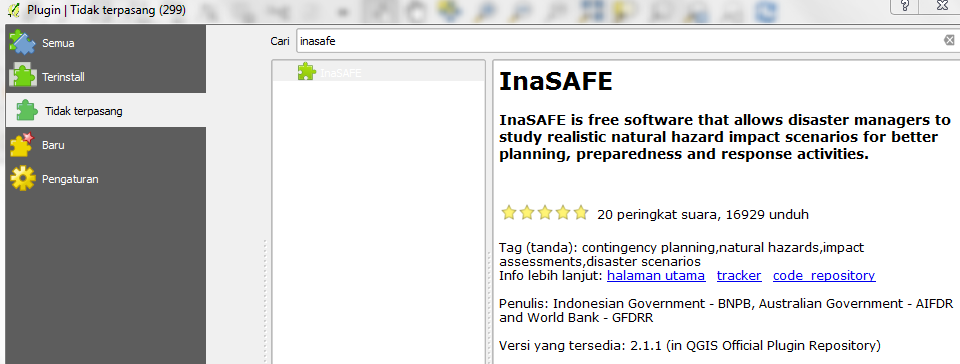 Plugin | Tidak terpasang (299)
Semua
Terinstall
Tidak terpasang
Baru
Pengaturan
Cari
inasafe
InaSAFE
InaSAFE
InaSAFE is free software that allows disaster managers to
study realistic natural hazard impact scenarios for better
planning, preparedness and response activities.
20 peringkat suara, 16929 unduh
Tag (tanda): contingency planning,natural hazards,impact
assessments,disaster scenarios
Info lebih lanjut: halaman utama tracker code_repository
Penulis: Indonesian Government - BNPB, Australian Government - AIFDR
and World Bank - GFDRR
Versi yang tersedia: 2.1.1 (in QGIS Official Plugin Repository)